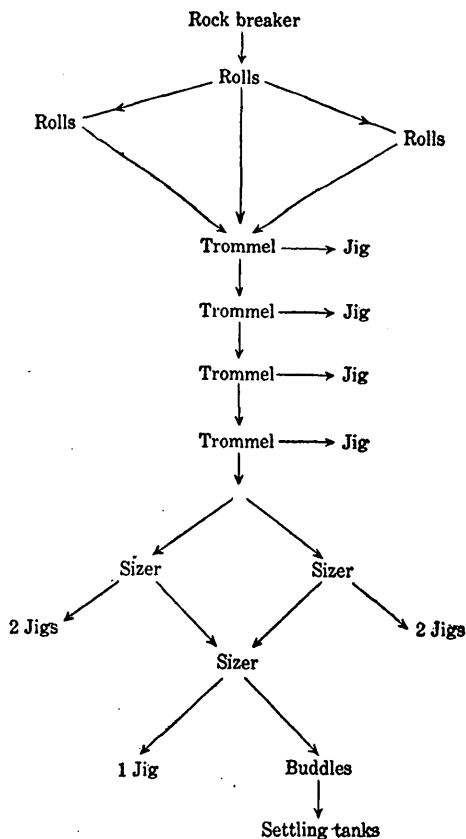 Rock breaker
Rolls
Rolls
Rolls
Trommel
Jig
Trommel
Jig
Trommel
Jig
Trommel
Jig
Sizer
Sizer
2 Jigs
2 Jigs
Sizer
1 Jig
Buddles
Settling tanks